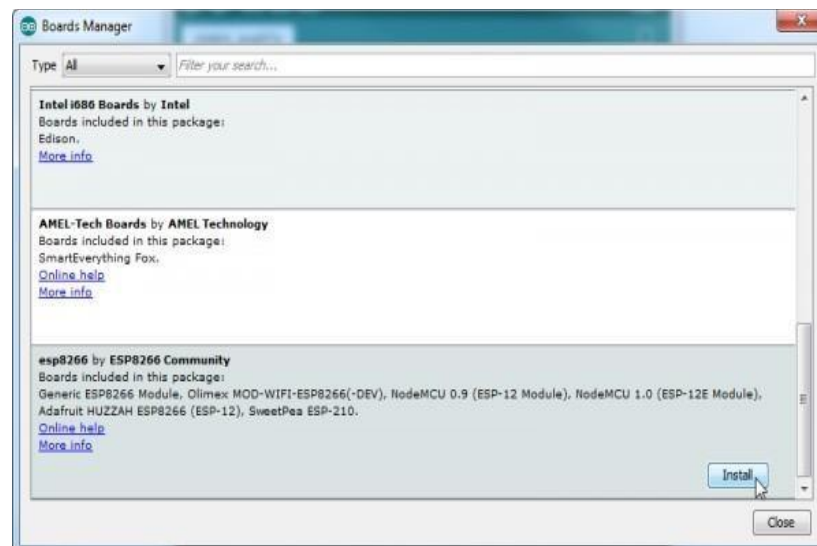 Boards Manager
Type All Filter your search...
Intel i686 Boards by Intel
Boards included in this package:
Edison.
More info
AMEL-Tech Boards by AMEL Technology
Boards included in this package:
SmartEverything Fox.
Online help
More info
esp8266 by ESP8266 Community
Boards included in this package:
Generic ESP8266 Module, Olimex MOD-WIFI-ESP8266(-DEV), NodeMCU 0.9 (ESP-12 Module), NodeMCU 1.0 (ESP-12E Module),
Adafruit HUZZAH ESP8266 (ESP-12), SweetPea ESP-210.
Online help
More info
Install
Close